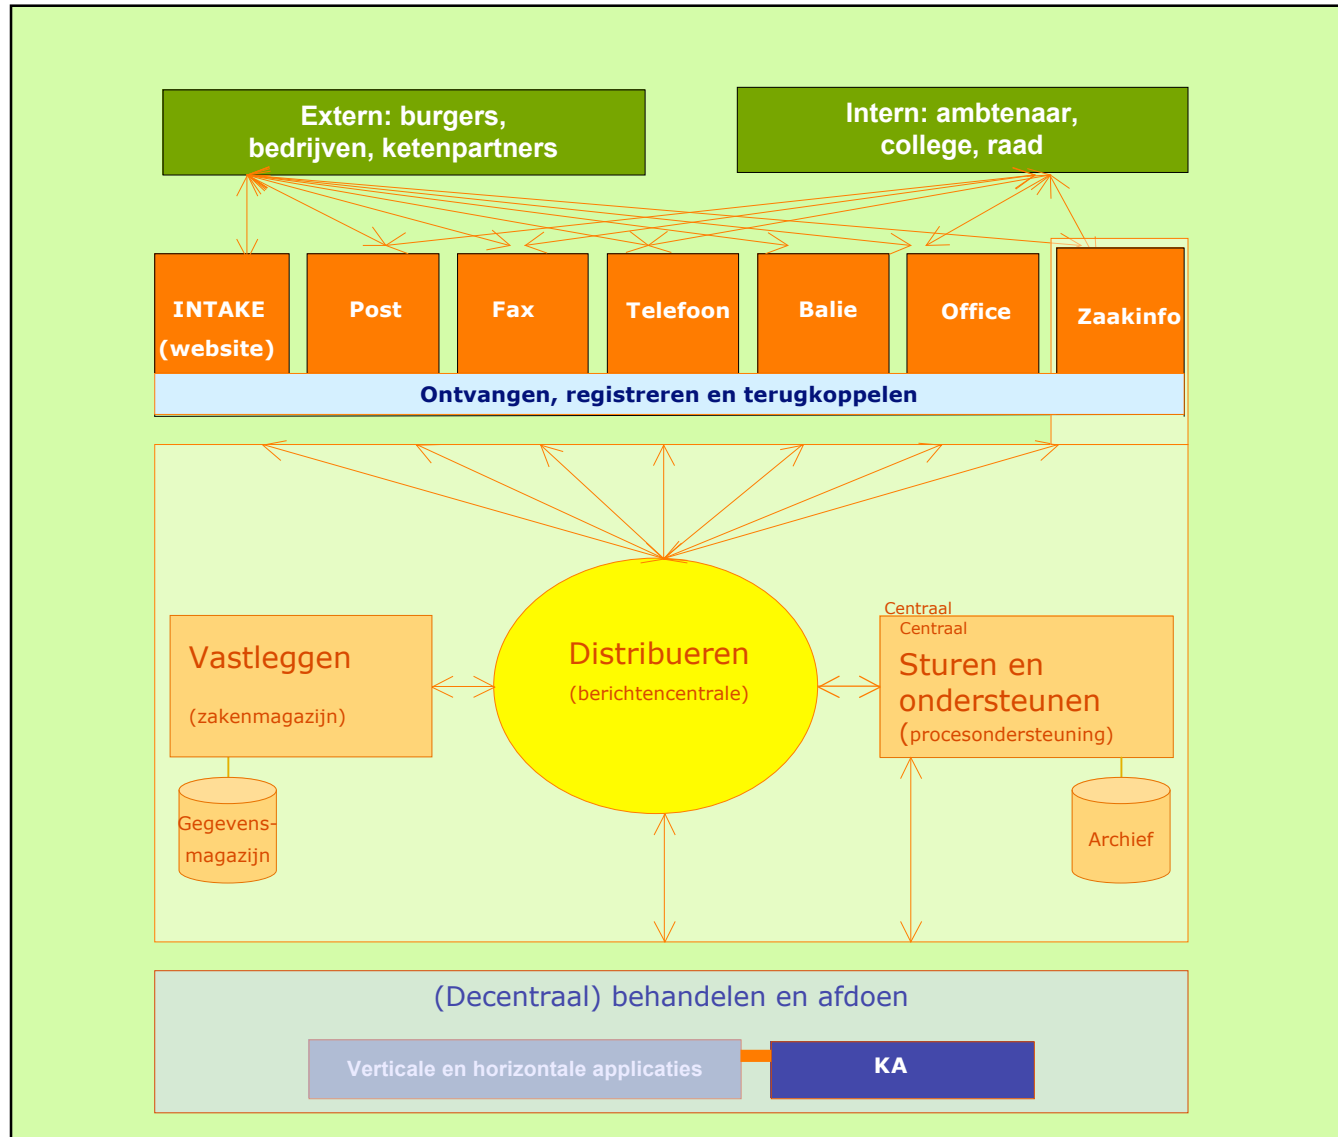 Extern: burgers,
bedrijven, ketenpartners
Intern: ambtenaar,
college, raad
INTAKE
(website)
Post
Fax
Telefoon
Balie
Office
Zaakinfo
Ontvangen, registreren en terugkoppelen
Vastleggen
(zakenmagazijn)
Gegevens-
magazijn
Distribueren
(berichtencentrale)
Centraal
Centraal
Sturen en
ondersteunen
(procesondersteuning)
Archief
(Decentraal) behandelen en afdoen
Verticale en horizontale applicaties
KA